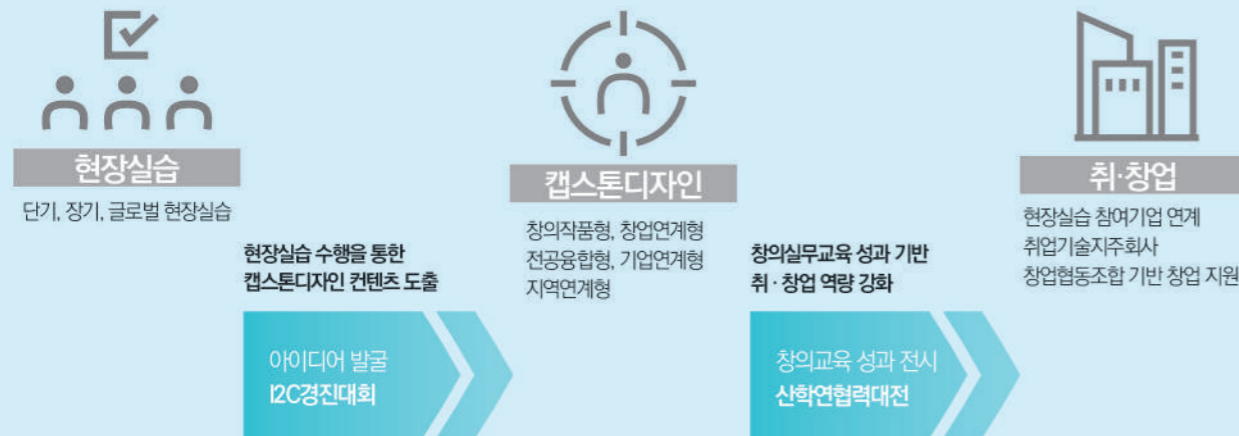 현장실습
단기, 장기, 글로벌 현장실습
현장실습 수행을 통한
캡스톤디자인 컨텐츠 도출
아이디어 발굴
I2C경진대회
캡스톤디자인
창의작품형, 창업연계형
전공융합형, 기업연계형
지역연계형
창의실무교육 성과 기반
취 · 창업 역량 강화
창의교육 성과 전시
산학연협력대전
취·창업
현장실습 참여기업 연계
취업기술지주회사
창업협동조합 기반 창업 지원